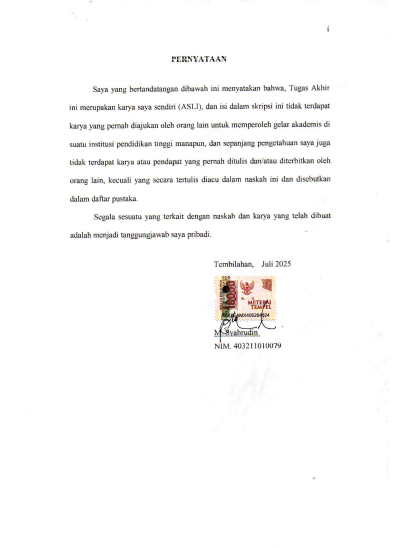 i
PERNYATAAN
Saya yang bertandatangan dibawah ini menyatakan bahwa, Tugas Akhir
ini merupakan karya saya sendiri (ASLI), dan isi dalam skripsi ini tidak terdapat
karya yang pernah diajukan oleh orang lain untuk memperoleh gelar akademis di
suatu institusi pendidikan tinggi manapun, dan sepanjang pengetahuan saya juga
tidak terdapat karya atau pendapat yang pernah ditulis dan/atau diterbitkan oleh
orang lain, kecuali yang secara tertulis diacu dalam naskah ini dan disebutkan
dalam daftar pustaka.
Segala sesuatu yang terkait dengan naskah dan karya yang telah dibuat
adalah menjadi tanggungjawab saya pribadi.
Tembilahan, Juli 2025
10000
METERAI
TEMPEL
M. Syahrudin
NIM. 403211010079